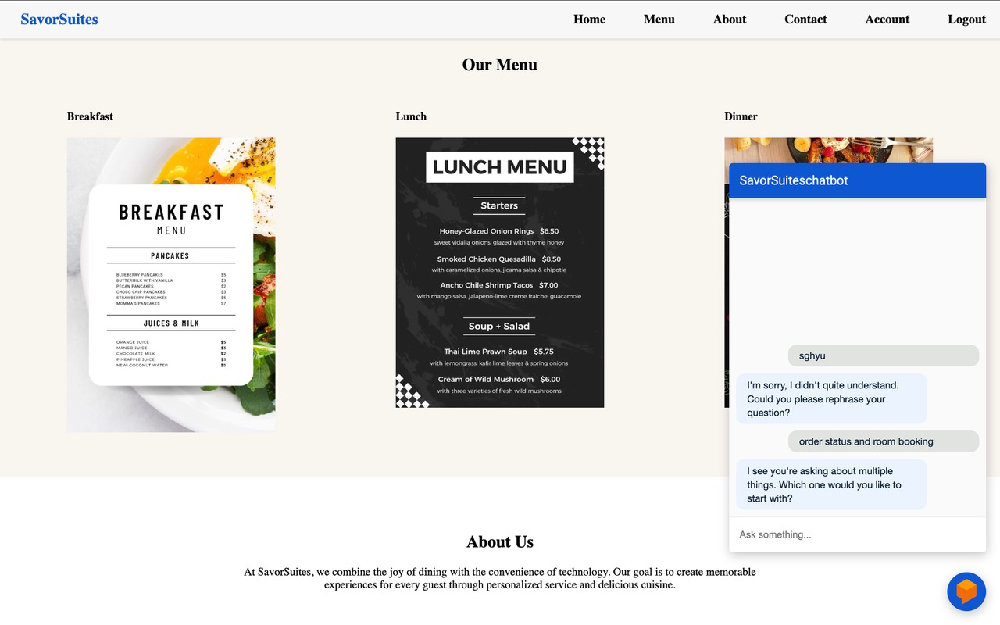 SavorSuites
Home Menu About Contact Account Logout
Our Menu
Breakfast
BREAKFAST
MENU
PANCAKES
BLUEBERRY PANCAKES $5
BUTTERMILK WITH VANILLA $3
PECAN PANCAKES $2
CHOCO CHIP PANCAKES $3
STRAWBERRY PANCAKES $5
MOMMA'S PANCAKES $7
JUICES & MILK
ORANGE JUICE $5
MANGO JUICE $3
CHOCOLATE MILK $2
PINEAPPLE JUICE $3
NEW! COCONUT WATER $5
Lunch
LUNCH MENU
Starters
Honey-Glazed Onion Rings $6.50
sweet vidalia onions, glazed with thyme honey
Smoked Chicken Quesadilla $8.50
with caramelized onions, jicama salsa & chipotle
Ancho Chile Shrimp Tacos $7.00
with mango salsa, jalapeno-lime creme fraiche, guacamole
Soup + Salad
Thai Lime Prawn Soup $5.75
with lemongrass, kafir lime leaves & spring onions
Cream of Wild Mushroom $6.00
with three varieties of fresh wild mushrooms
Dinner
SavorSuiteschatbot
sghyu
I'm sorry, I didn't quite understand.
Could you please rephrase your
question?
order status and room booking
I see you're asking about multiple
things. Which one would you like to
start with?
Ask something...
About Us
At SavorSuites, we combine the joy of dining with the convenience of technology. Our goal is to create memorable
experiences for every guest through personalized service and delicious cuisine.